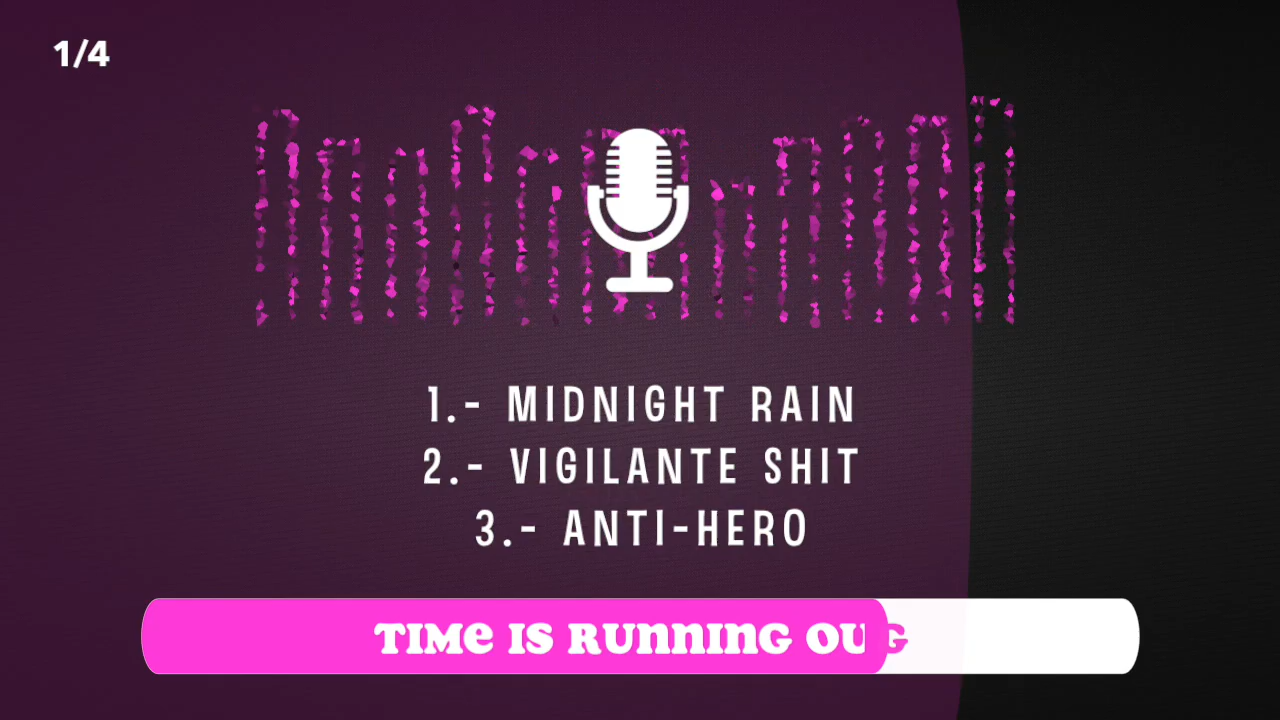 1/4
1.- MIDNIGHT RAIN
2.- VIGILANTE SHIT
3.- ANTI-HERO
TIME IS RUNNING